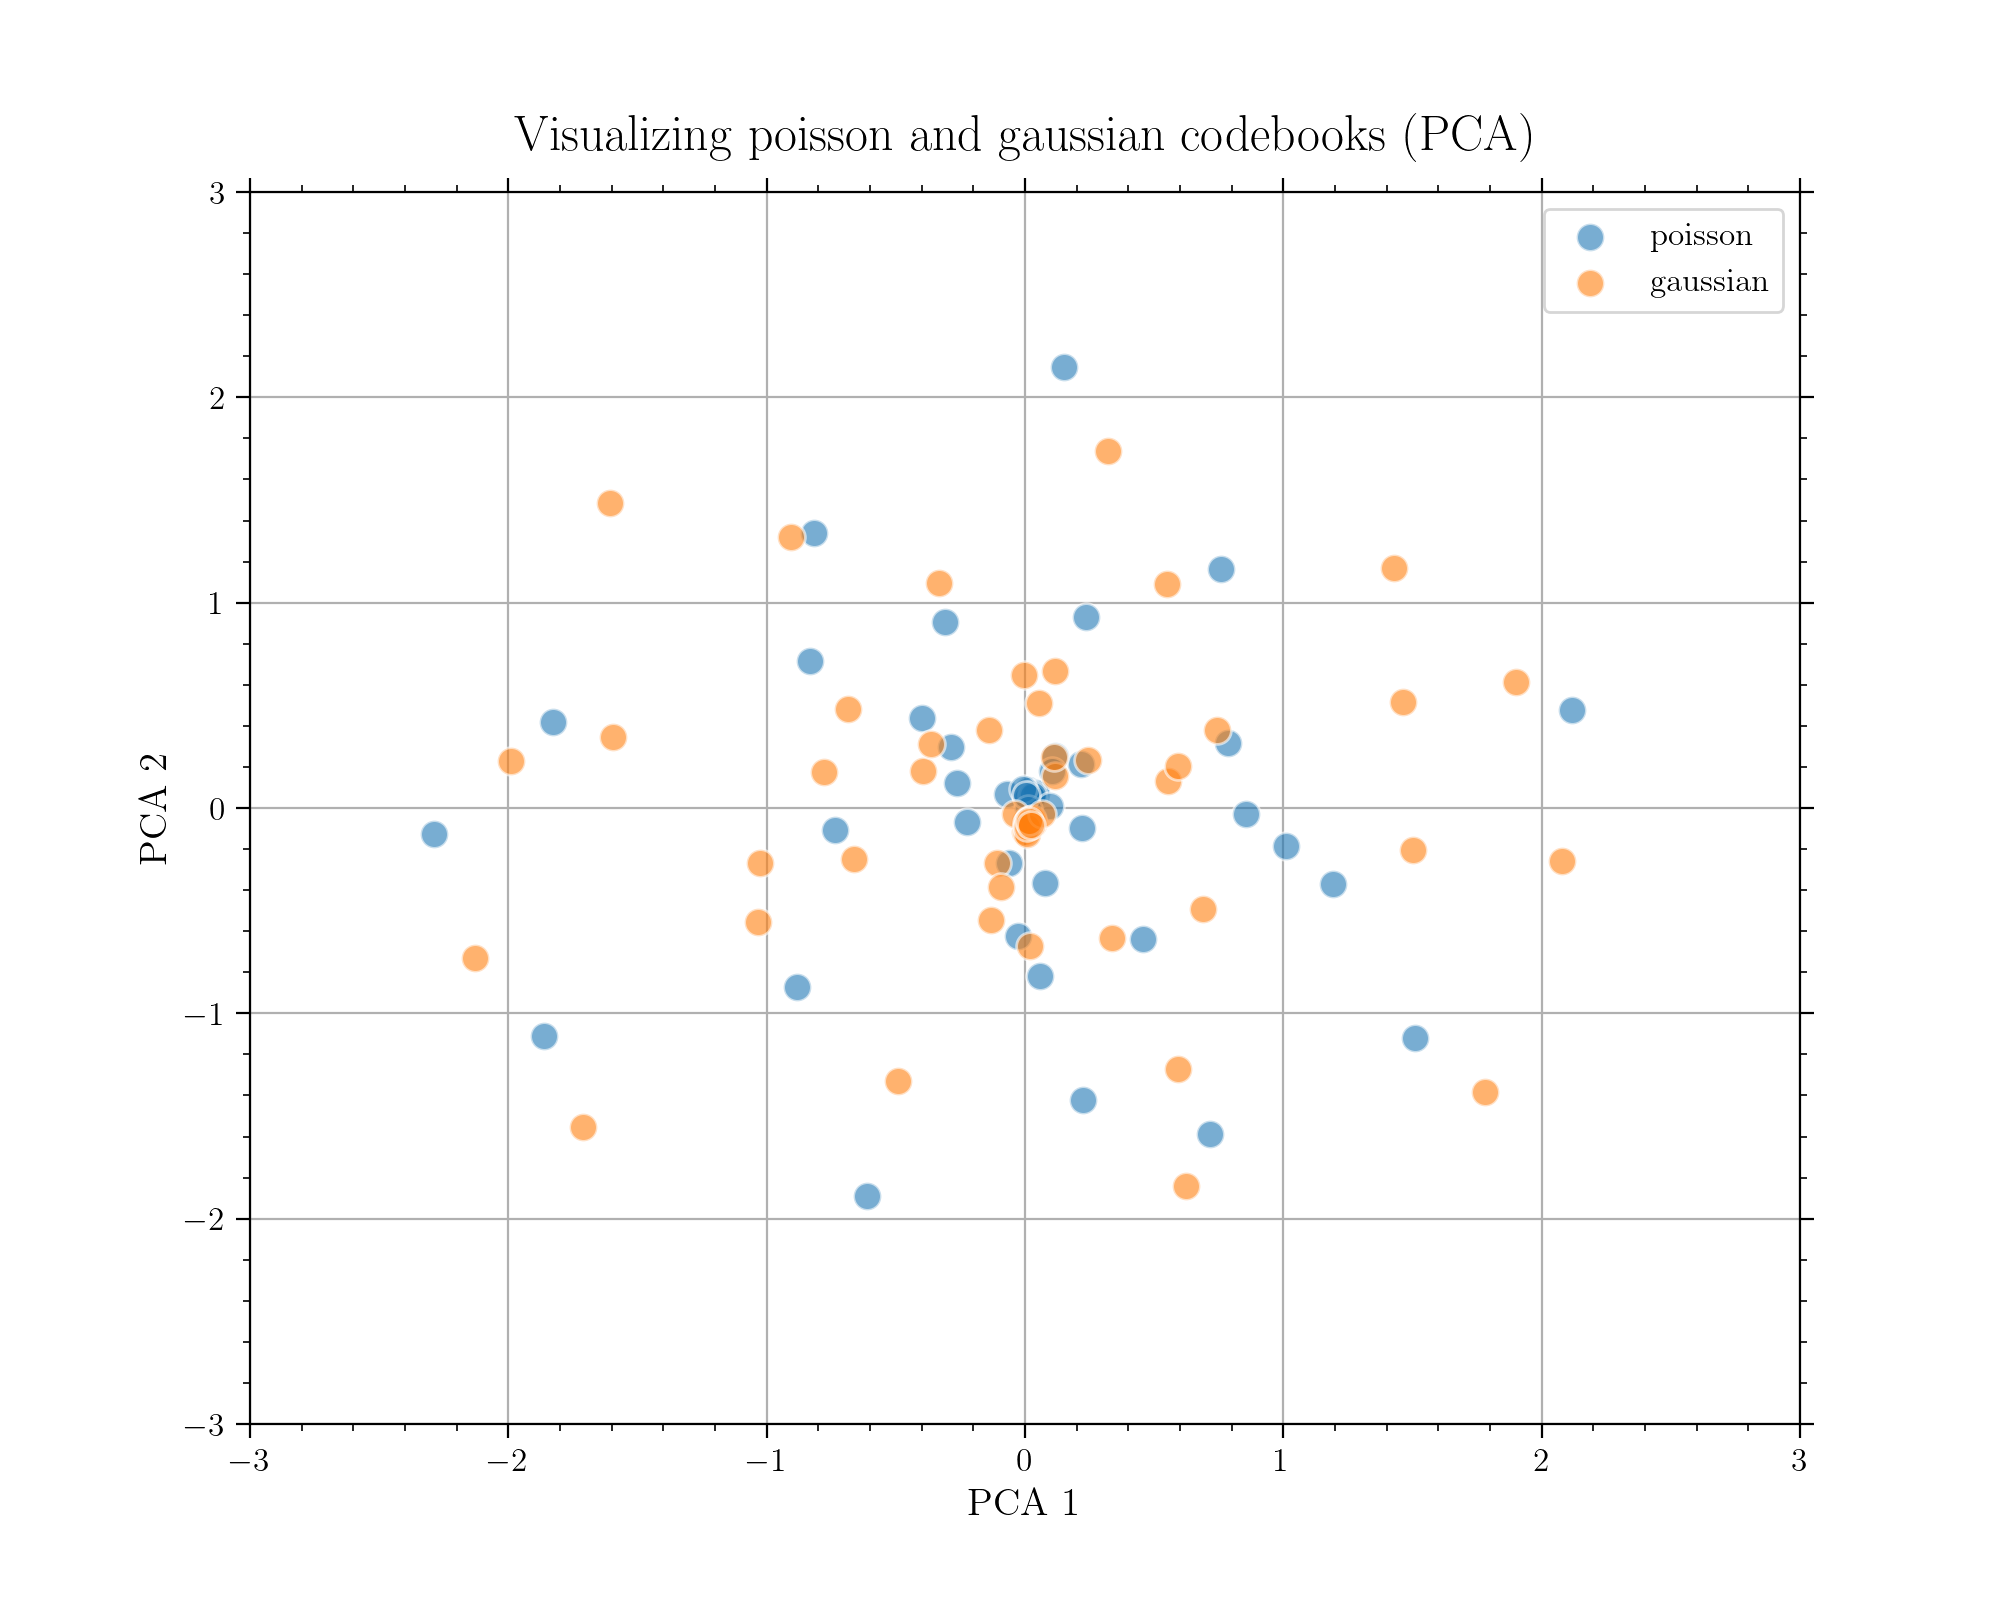 Visualizing poisson and gaussian codebooks (PCA)
poisson
gaussian
3
2
1
0
−1
−2
−3
PCA 2
−3
−2
−1
0
1
2
3
PCA 1